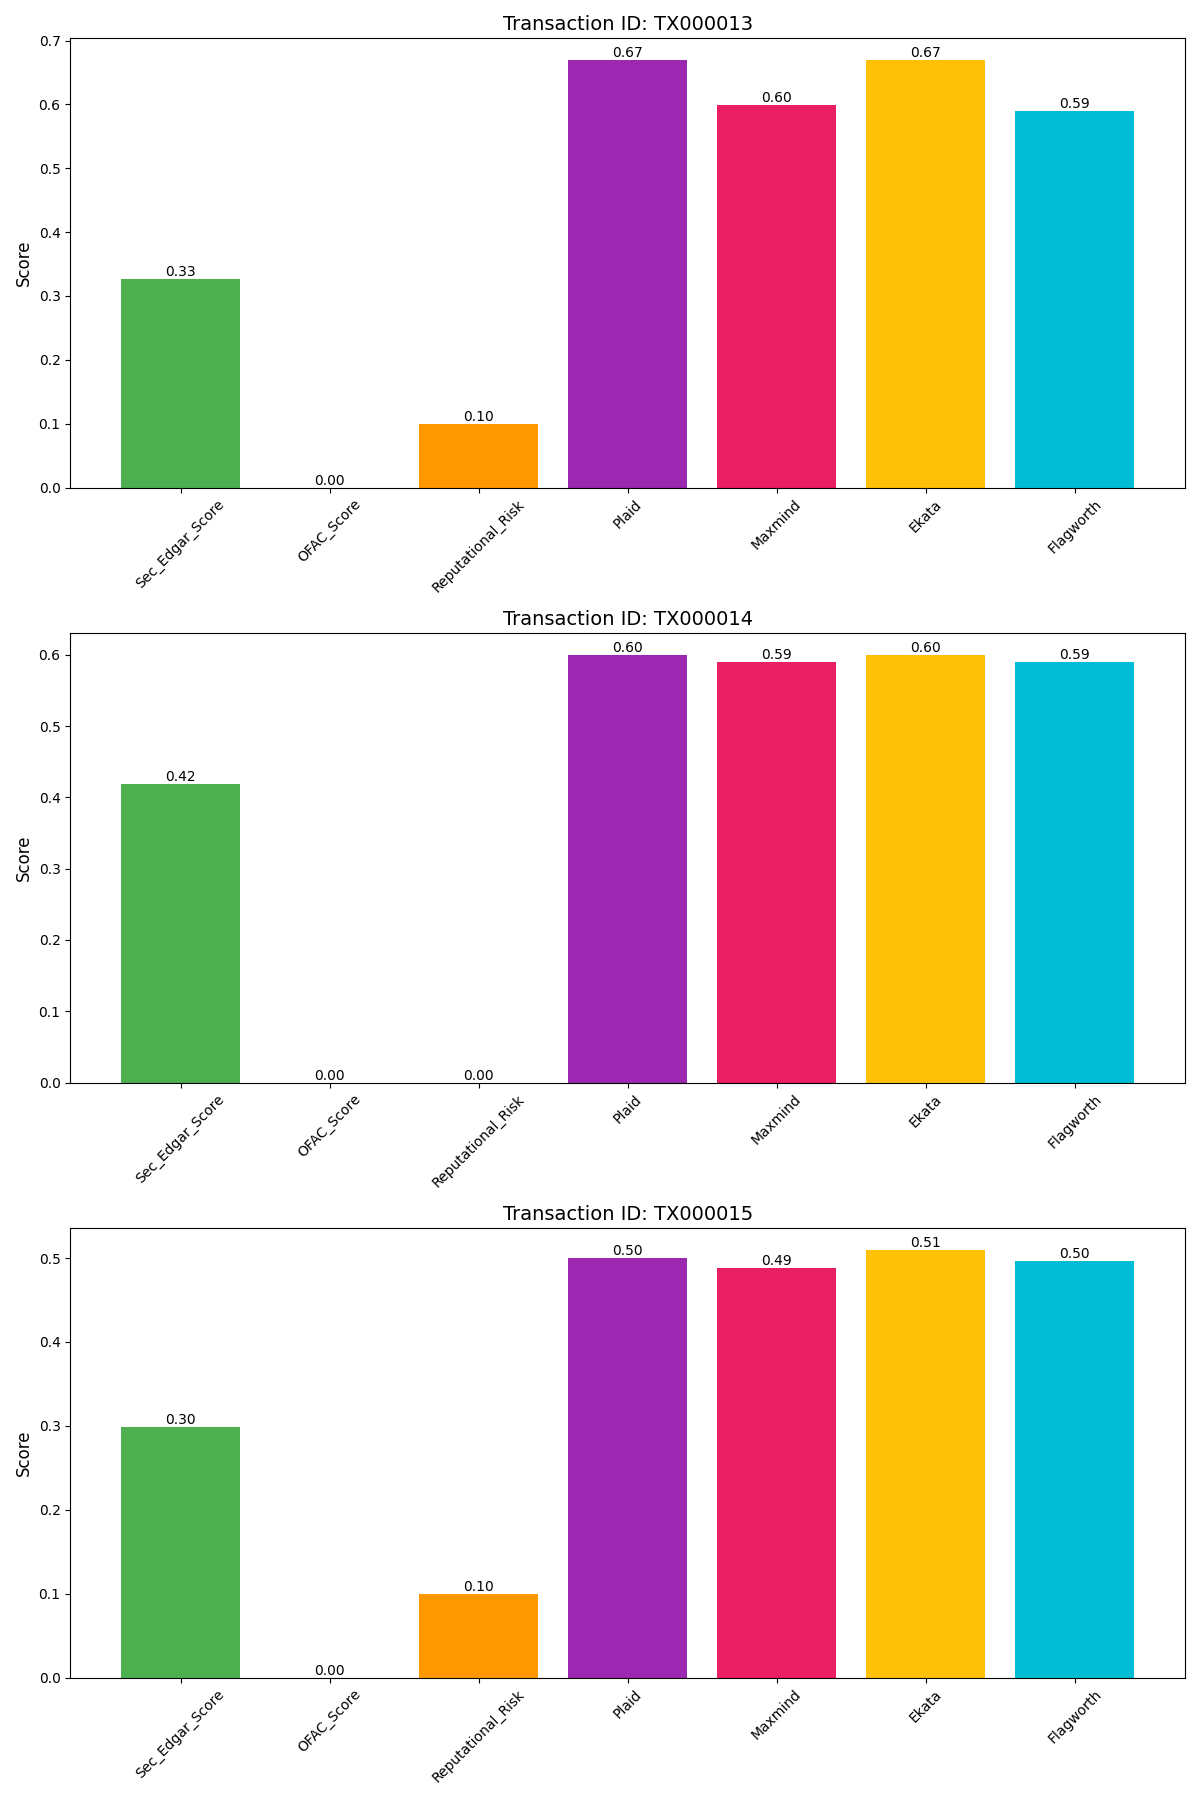 Transaction ID: TX000013
0.7
0.6
0.5
0.4
0.3
0.2
0.1
0.0
Score
0.33
0.00
0.10
0.67
0.60
0.67
0.59
Sec_Edgar_Score
OFAC_Score
Reputational_Risk
Plaid
Maxmind
Ekata
Flagworth
Transaction ID: TX000014
0.6
0.5
0.4
0.3
0.2
0.1
0.0
Score
0.42
0.00
0.00
0.60
0.59
0.60
0.59
Sec_Edgar_Score
OFAC_Score
Reputational_Risk
Plaid
Maxmind
Ekata
Flagworth
Transaction ID: TX000015
0.5
0.4
0.3
0.2
0.1
0.0
Score
0.30
0.00
0.10
0.50
0.49
0.51
0.50
Sec_Edgar_Score
OFAC_Score
Reputational_Risk
Plaid
Maxmind
Ekata
Flagworth